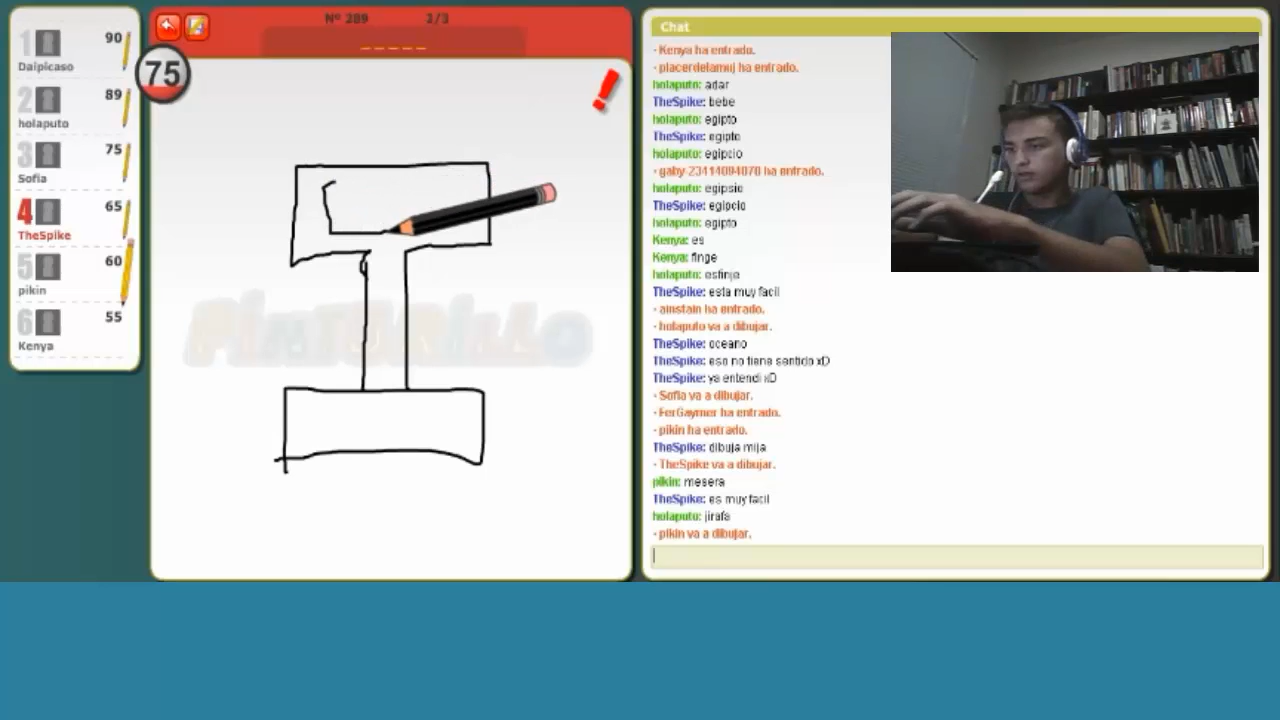 1
90
Daipicaso
2
89
holaputo
3
75
Sofia
4
65
TheSpike
5
60
pikin
6
55
Kenya
Nº 289 3/3
_ _ _ _ _
75
Pinturillo
Chat
· Kenya ha entrado.
· placerdelamuj ha entrado.
holaputo: adar
TheSpike: bebe
holaputo: egipto
TheSpike: egipto
holaputo: egipcio
· gaby 23414094070 ha entrado.
holaputo: egipsio
TheSpike: egipcio
holaputo: egipto
Kenya: es
Kenya: finge
holaputo: esfinje
TheSpike: esta muy facil
· ainstain ha entrado.
· holaputo va a dibujar.
TheSpike: oceano
TheSpike: eso no tiene sentido xD
TheSpike: ya entendi xD
· Sofia va a dibujar.
· FerGaymer ha entrado.
· pikin ha entrado.
TheSpike: dibuja mija
· TheSpike va a dibujar.
pikin: mesera
TheSpike: es muy facil
holaputo: jirafa
· pikin va a dibujar.